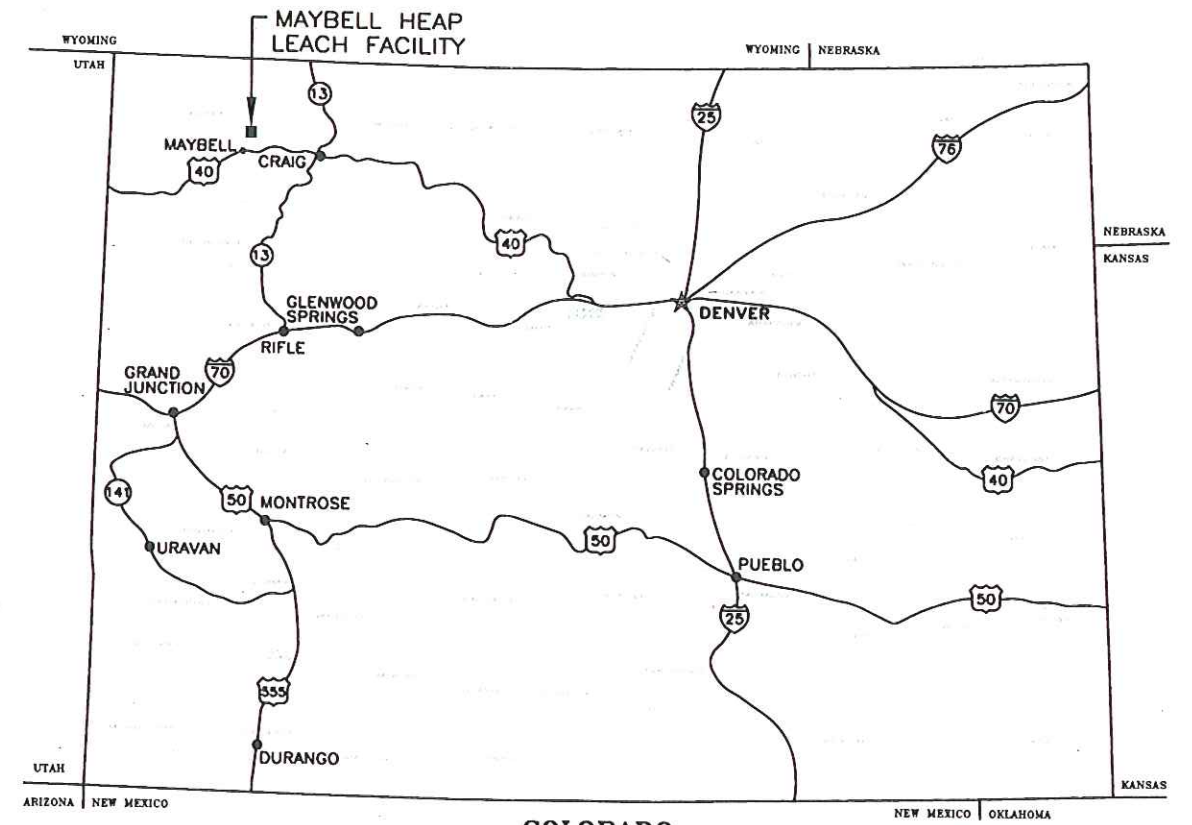 MAYBELL HEAP
LEACH FACILITY
WYOMING
UTAH
WYOMING | NEBRASKA
13
25
76
MAYBELL
CRAIG
40
40
NEBRASKA
KANSAS
13
GLENWOOD
SPRINGS
DENVER
RIFLE
70
GRAND
JUNCTION
70
COLORADO
SPRINGS
40
141
50
MONTROSE
50
URAVAN
PUEBLO
50
25
555
DURANGO
UTAH
KANSAS
ARIZONA | NEW MEXICO
NEW MEXICO | OKLAHOMA
COLORADO